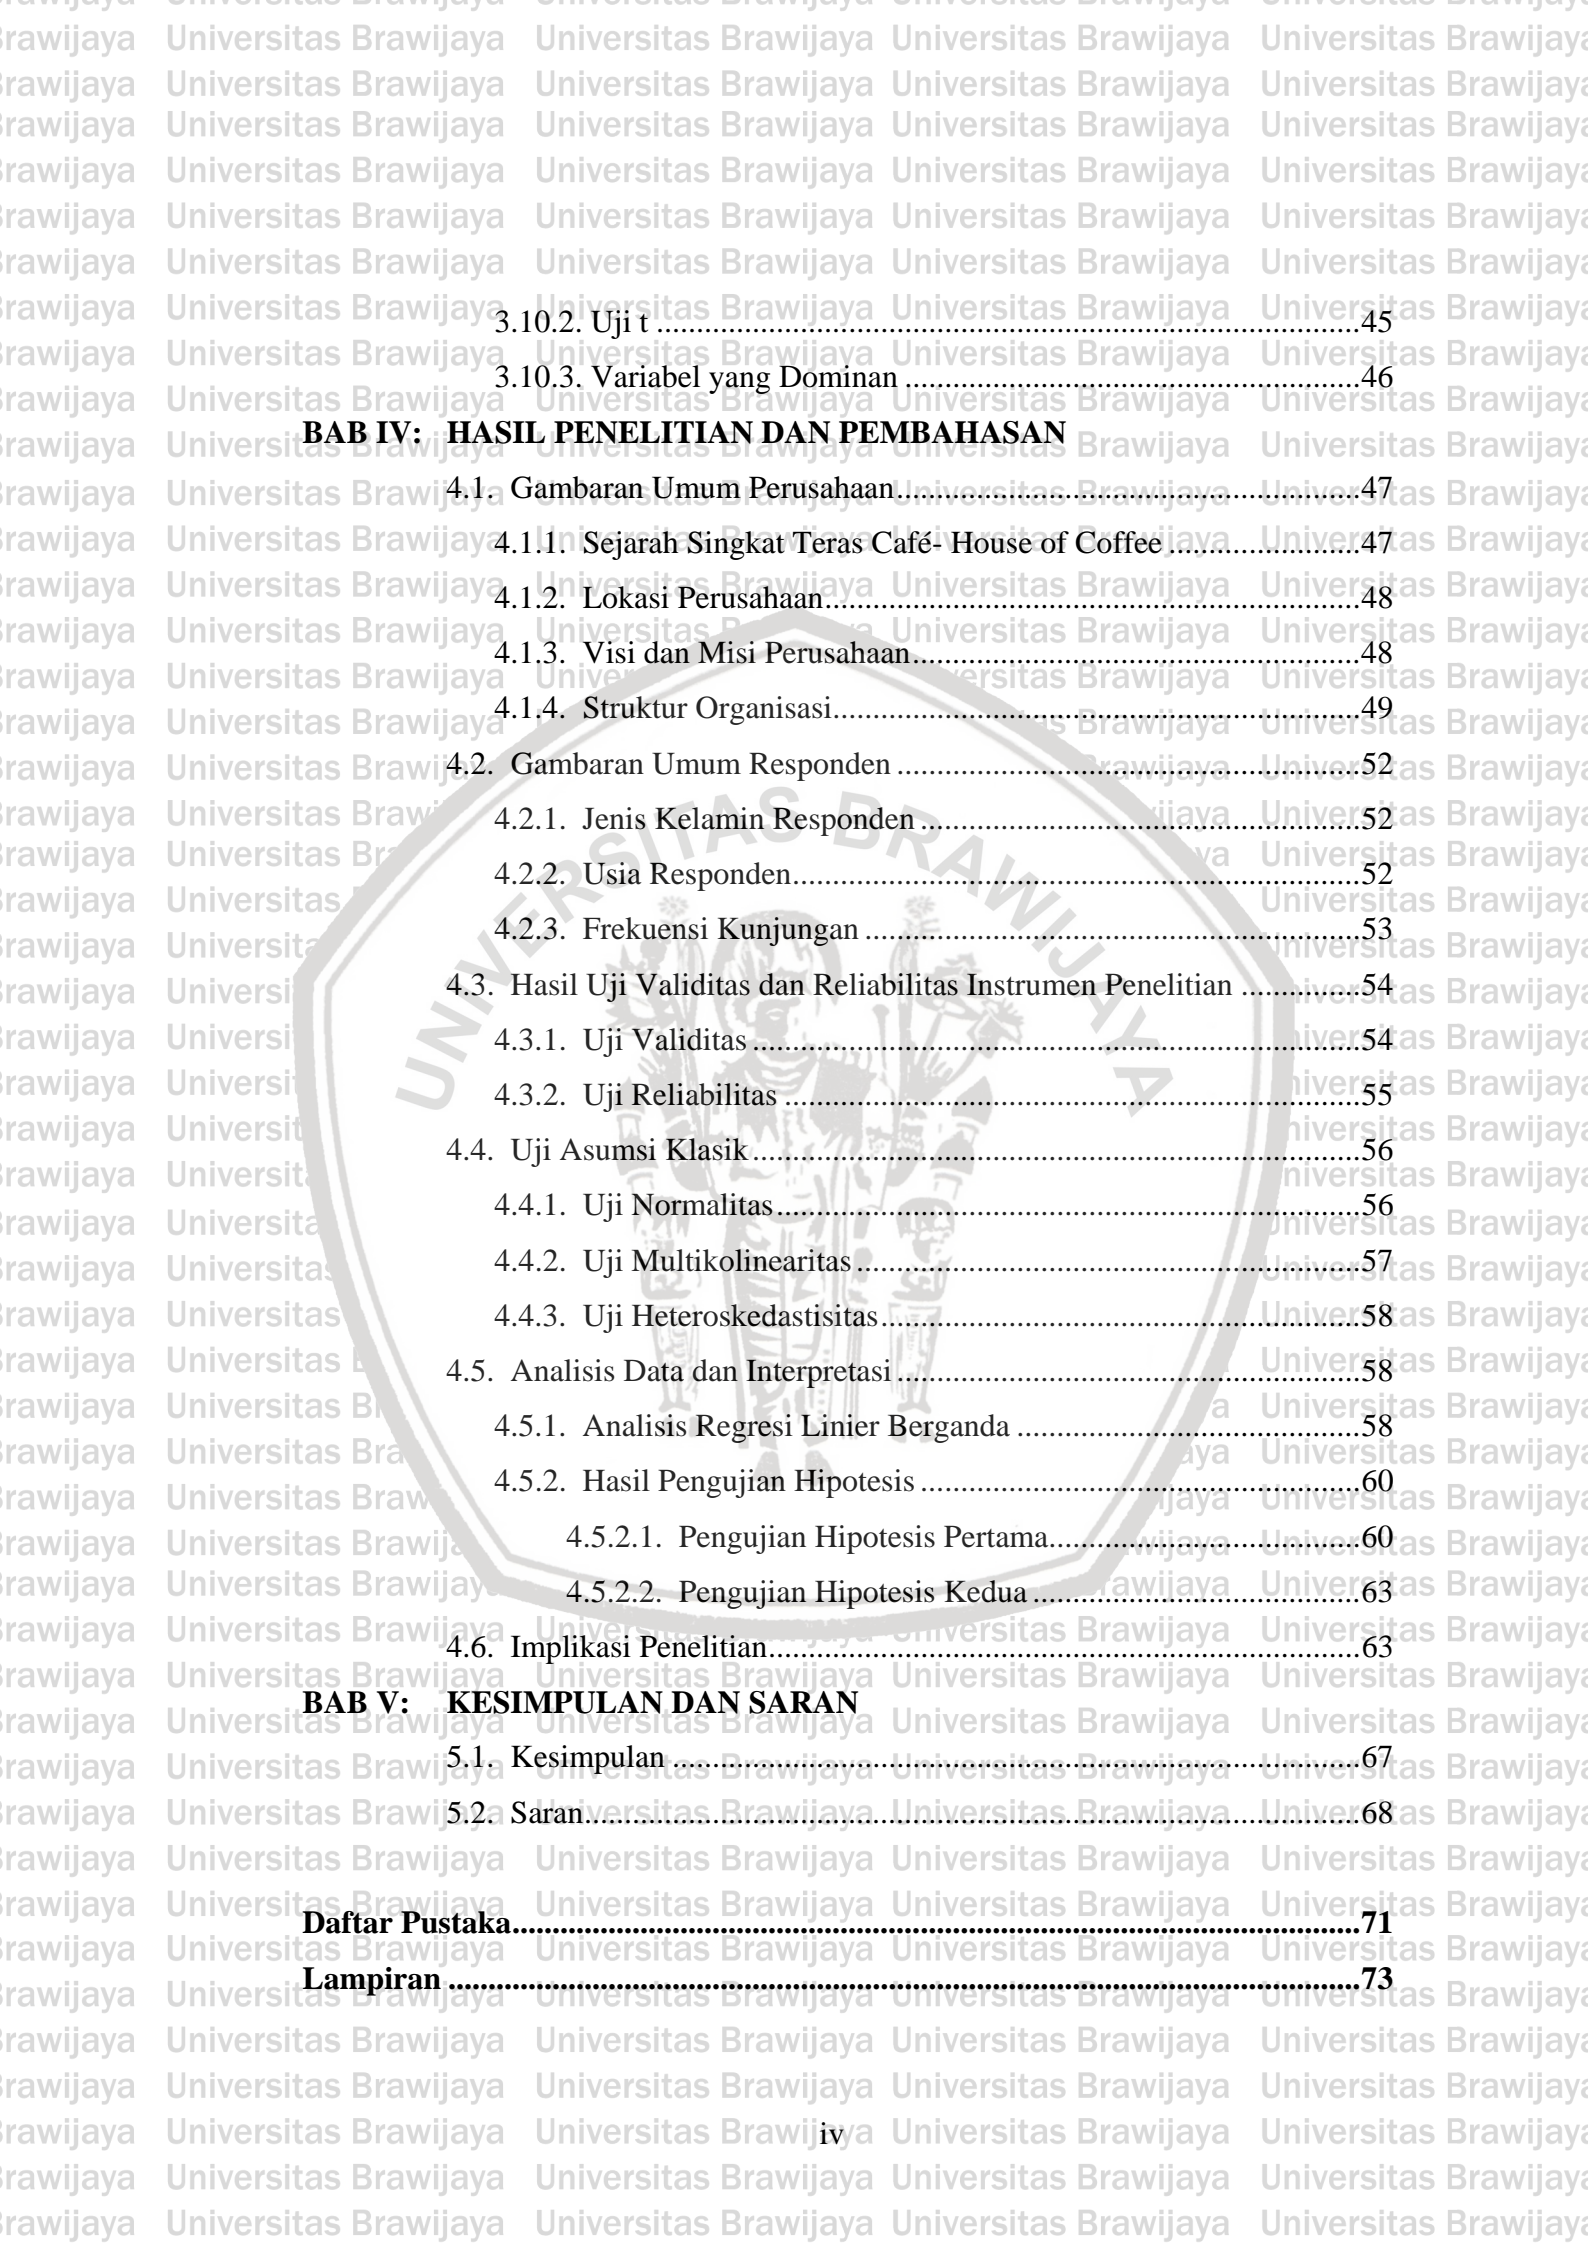 3.10.2. Uji t ........................................................................................45
3.10.3. Variabel yang Dominan .........................................................46
BAB IV: HASIL PENELITIAN DAN PEMBAHASAN
4.1. Gambaran Umum Perusahaan..........................................................47
4.1.1. Sejarah Singkat Teras Café- House of Coffee ........................47
4.1.2. Lokasi Perusahaan...................................................................48
4.1.3. Visi dan Misi Perusahaan........................................................48
4.1.4. Struktur Organisasi..................................................................49
4.2. Gambaran Umum Responden ..........................................................52
4.2.1. Jenis Kelamin Responden .......................................................52
4.2.2. Usia Responden.......................................................................52
4.2.3. Frekuensi Kunjungan ..............................................................53
4.3. Hasil Uji Validitas dan Reliabilitas Instrumen Penelitian ...............54
4.3.1. Uji Validitas ............................................................................54
4.3.2. Uji Reliabilitas ........................................................................55
4.4. Uji Asumsi Klasik ............................................................................56
4.4.1. Uji Normalitas.........................................................................56
4.4.2. Uji Multikolinearitas ...............................................................57
4.4.3. Uji Heteroskedastisitas............................................................58
4.5. Analisis Data dan Interpretasi ..........................................................58
4.5.1. Analisis Regresi Linier Berganda ...........................................58
4.5.2. Hasil Pengujian Hipotesis .......................................................60
4.5.2.1. Pengujian Hipotesis Pertama.......................................60
4.5.2.2. Pengujian Hipotesis Kedua .........................................63
4.6. Implikasi Penelitian..........................................................................63
BAB V: KESIMPULAN DAN SARAN
5.1. Kesimpulan ......................................................................................67
5.2. Saran.................................................................................................68
Daftar Pustaka..........................................................................................................71
Lampiran ..................................................................................................................73
iv
UNIVERSITAS BRAWIJAYA